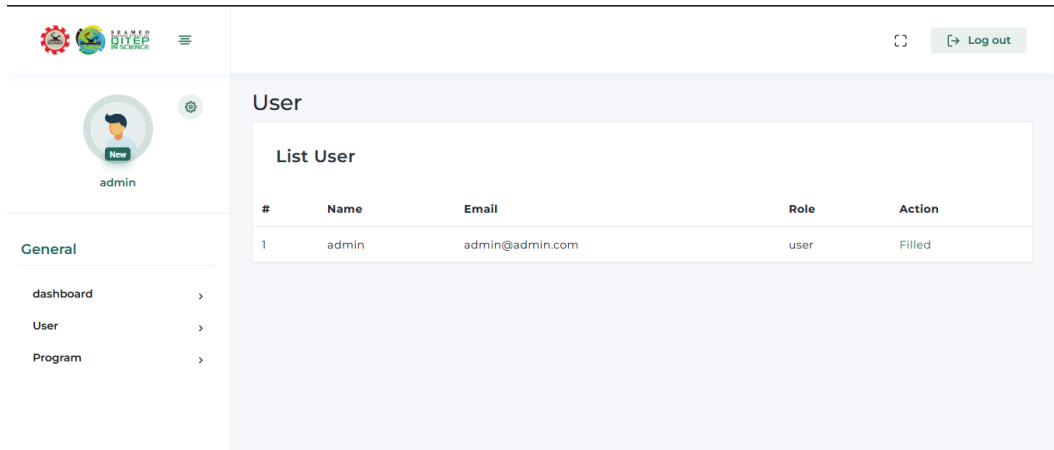 SEAMEO
QITEP
IN SCIENCE
Log out
New
admin
General
dashboard
User
Program
User
List User
# Name Email Role Action
1 admin admin@admin.com user Filled